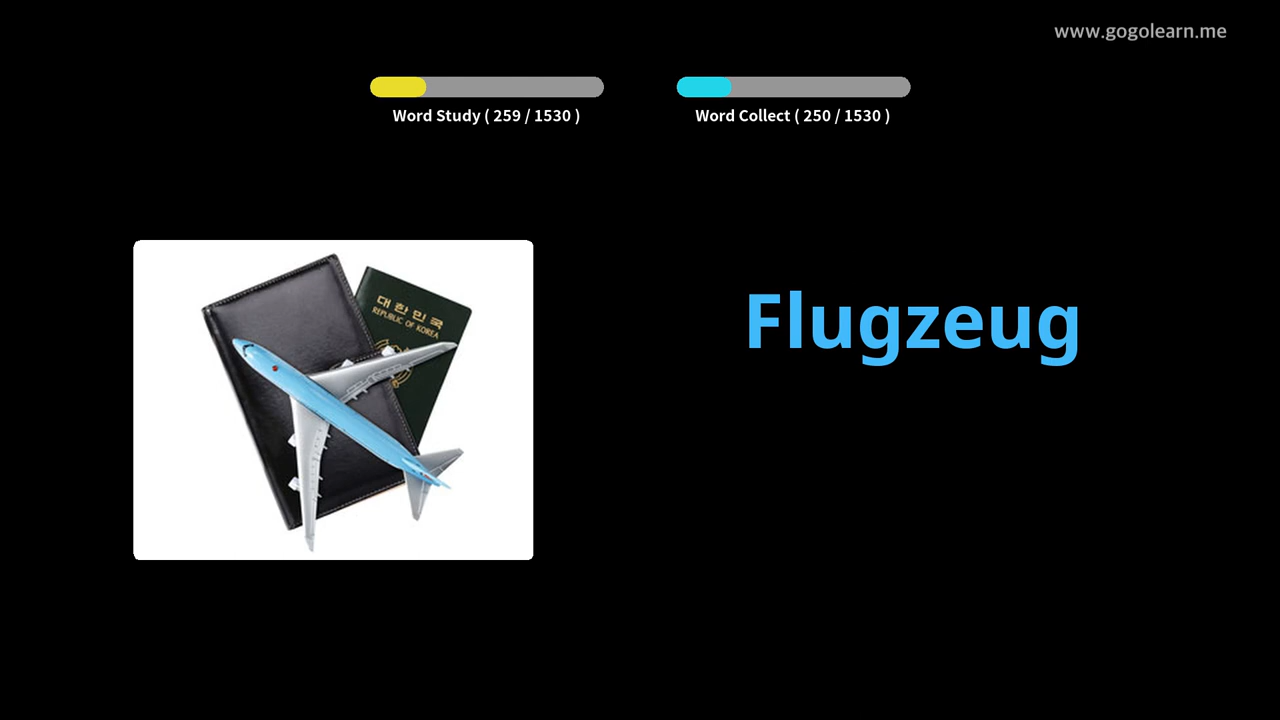 www.gogolearn.me
Word Study ( 259 / 1530 )
Word Collect ( 250 / 1530 )
대한민국
REPUBLIC OF KOREA
Flugzeug